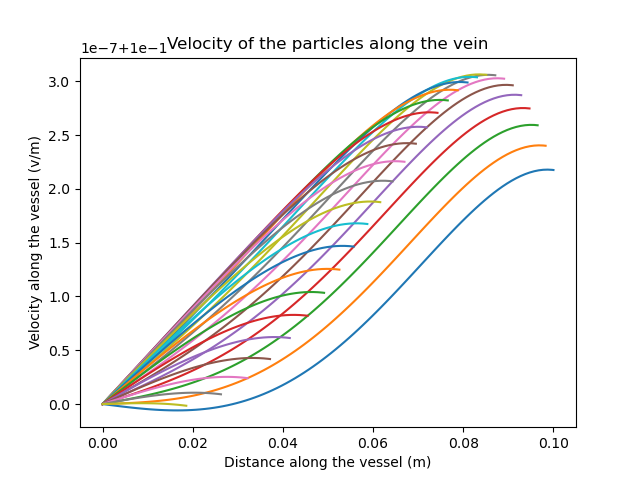 Velocity of the particles along the vein
1e−7+1e−1
3.0
2.5
2.0
1.5
1.0
0.5
0.0
Velocity along the vessel (v/m)
0.00 0.02 0.04 0.06 0.08 0.10
Distance along the vessel (m)